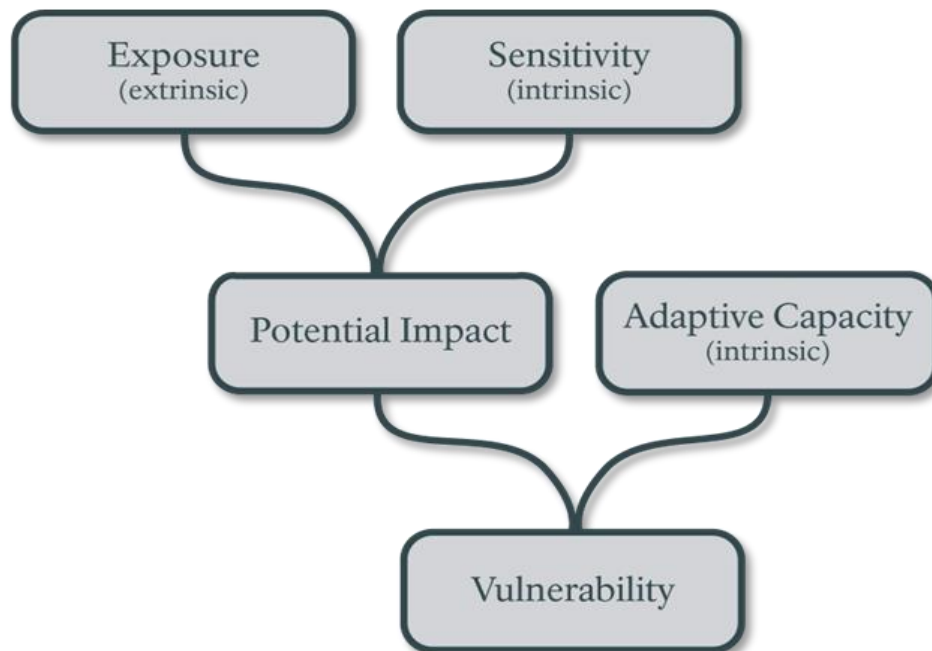 Exposure
(extrinsic)
Sensitivity
(intrinsic)
Potential Impact
Adaptive Capacity
(intrinsic)
Vulnerability